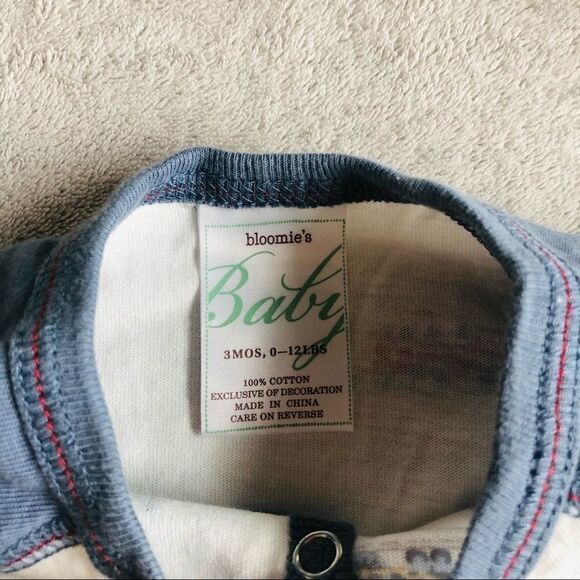 bloomie's
Baby
3MOS, 0—12LBS
100% COTTON
EXCLUSIVE OF DECORATION
MADE IN CHINA
CARE ON REVERSE